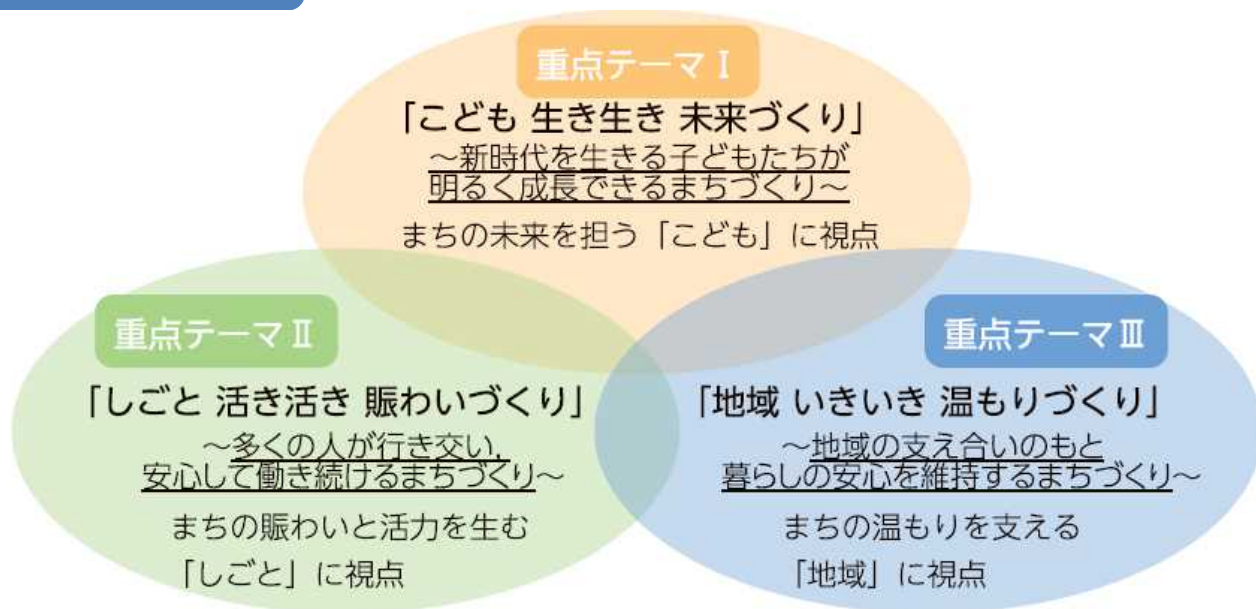 重点テーマⅠ
「こども 生き生き 未来づくり」
～新時代を生きる子どもたちが
明るく成長できるまちづくり～
まちの未来を担う「こども」に視点
重点テーマⅡ
「しごと 活き活き 賑わいづくり」
～多くの人が行き交い，
安心して働き続けるまちづくり～
まちの賑わいと活力を生む
「しごと」に視点
重点テーマⅢ
「地域 いきいき 温もりづくり」
～地域の支え合いのもと
暮らしの安心を維持するまちづくり～
まちの温もりを支える
「地域」に視点